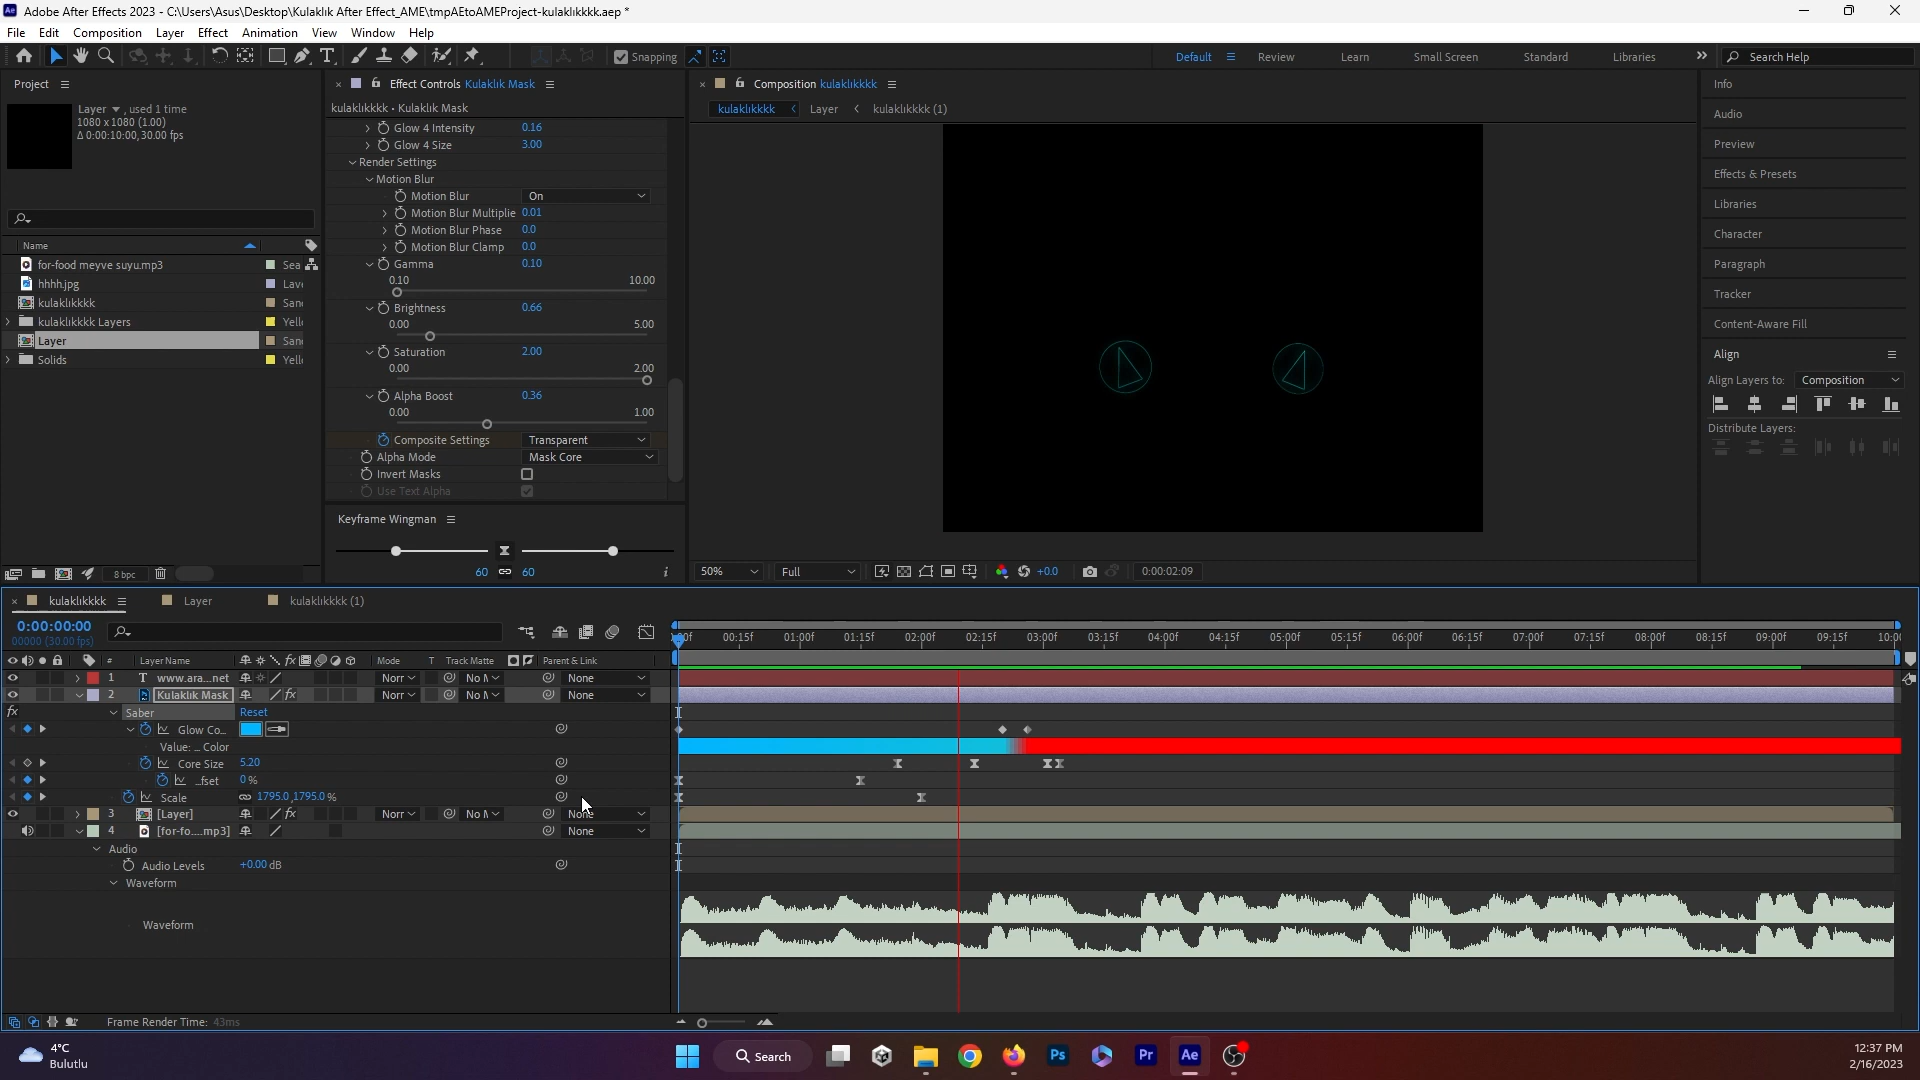 Adobe After Effects 2023 - C:\Users\Asus\Desktop\Kulaklık After Effect_AME\tmpAEtoAMEProject-kulaklıkkkk.aep *
File Edit Composition Layer Effect Animation View Window Help
Snapping
Default Review Learn Small Screen Standard Libraries Search Help
Project
Layer , used 1 time
1080 x 1080 (1.00)
Δ 0:00:10:00, 30.00 fps
Name
for-food meyve suyu.mp3 Sea
hhhh.jpg Lav
kulaklıkkkk San
kulaklıkkkk Layers Yell
Layer San
Solids Yell
8 bpc
Effect Controls Kulaklık Mask
kulaklıkkkk • Kulaklık Mask
Glow 4 Intensity 0.16
Glow 4 Size 3.00
Render Settings
Motion Blur
Motion Blur On
Motion Blur Multiplie 0.01
Motion Blur Phase 0.0
Motion Blur Clamp 0.0
Gamma 0.10
0.10 10.00
Brightness 0.66
0.00 5.00
Saturation 2.00
0.00 2.00
Alpha Boost 0.36
0.00 1.00
Composite Settings Transparent
Alpha Mode Mask Core
Invert Masks
Use Text Alpha
Keyframe Wingman
60 60
i
Composition kulaklıkkkk
kulaklıkkkk Layer kulaklıkkkk (1)
50% Full +0.0 0:00:02:09
Info
Audio
Preview
Effects & Presets
Libraries
Character
Paragraph
Tracker
Content-Aware Fill
Align
Align Layers to: Composition
Distribute Layers:
kulaklıkkkk Layer kulaklıkkkk (1)
0:00:00:00
00000 (30.00 fps)
00f 00:15f 01:00f 01:15f 02:00f 02:15f 03:00f 03:15f 04:00f 04:15f 05:00f 05:15f 06:00f 06:15f 07:00f 07:15f 08:00f 08:15f 09:00f 09:15f 10:00
# Layer Name fx Mode T Track Matte Parent & Link
1 T www.ara...net Norr No M None
2 Kulaklık Mask fx Norr No M None
fx Saber Reset
Glow Co...
Value: ... Color
Core Size 5.20
...fset 0%
Scale 1795.0,1795.0%
3 [Layer] fx Norr No M None
4 [for-fo....mp3] None
Audio
Audio Levels +0.00 dB
Waveform
Waveform
Frame Render Time: 43ms
4°C
Bulutlu
Search
Ps Pr Ae
12:37 PM
2/16/2023